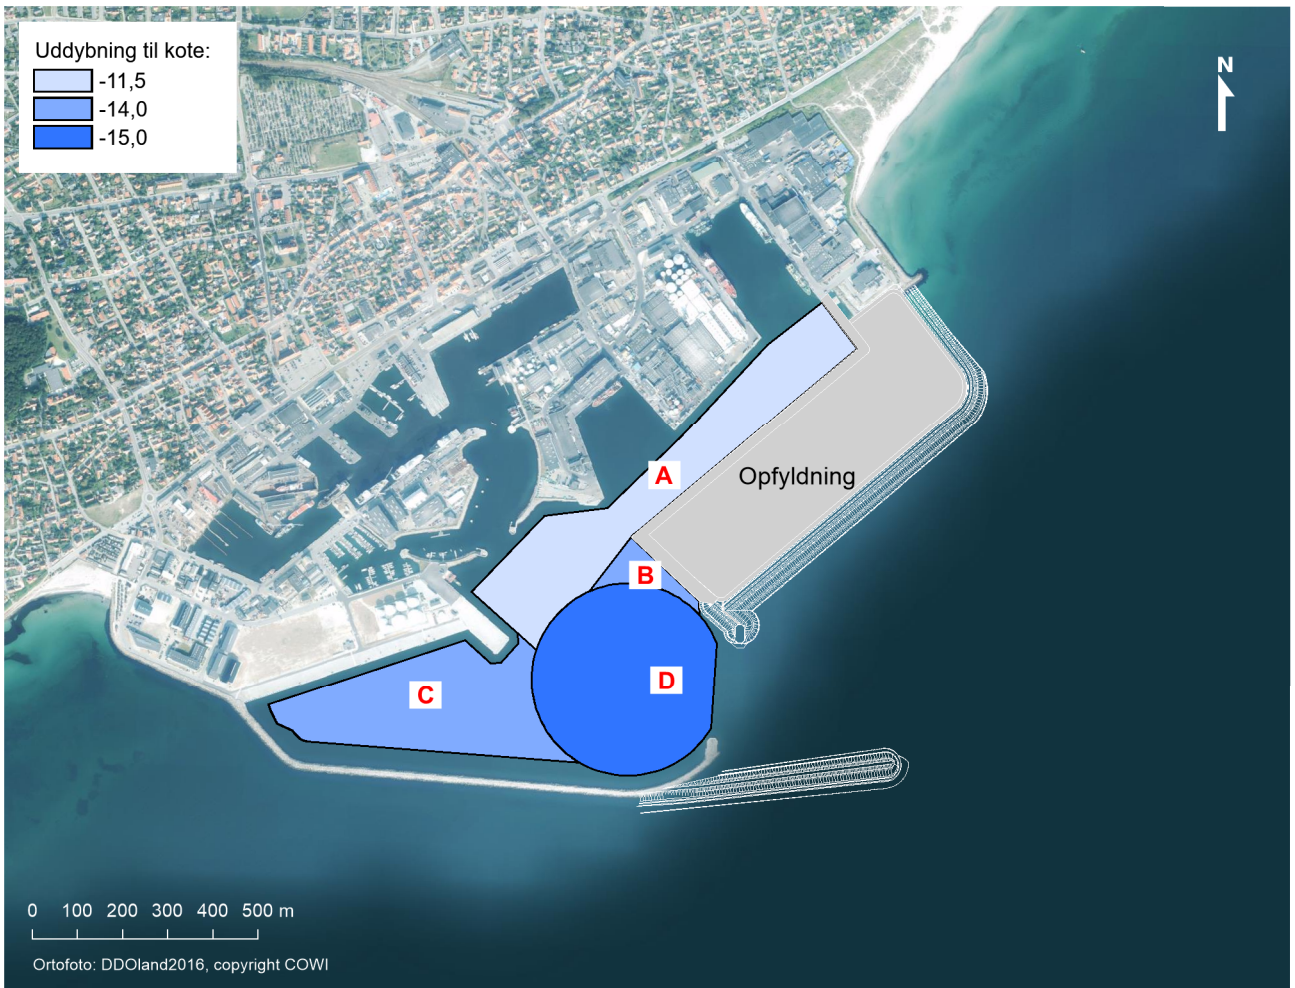 Uddybning til kote:
-11,5
-14,0
-15,0
N
A
Opfyldning
B
D
C
0 100 200 300 400 500 m
Ortofoto: DDOland2016, copyright COWI